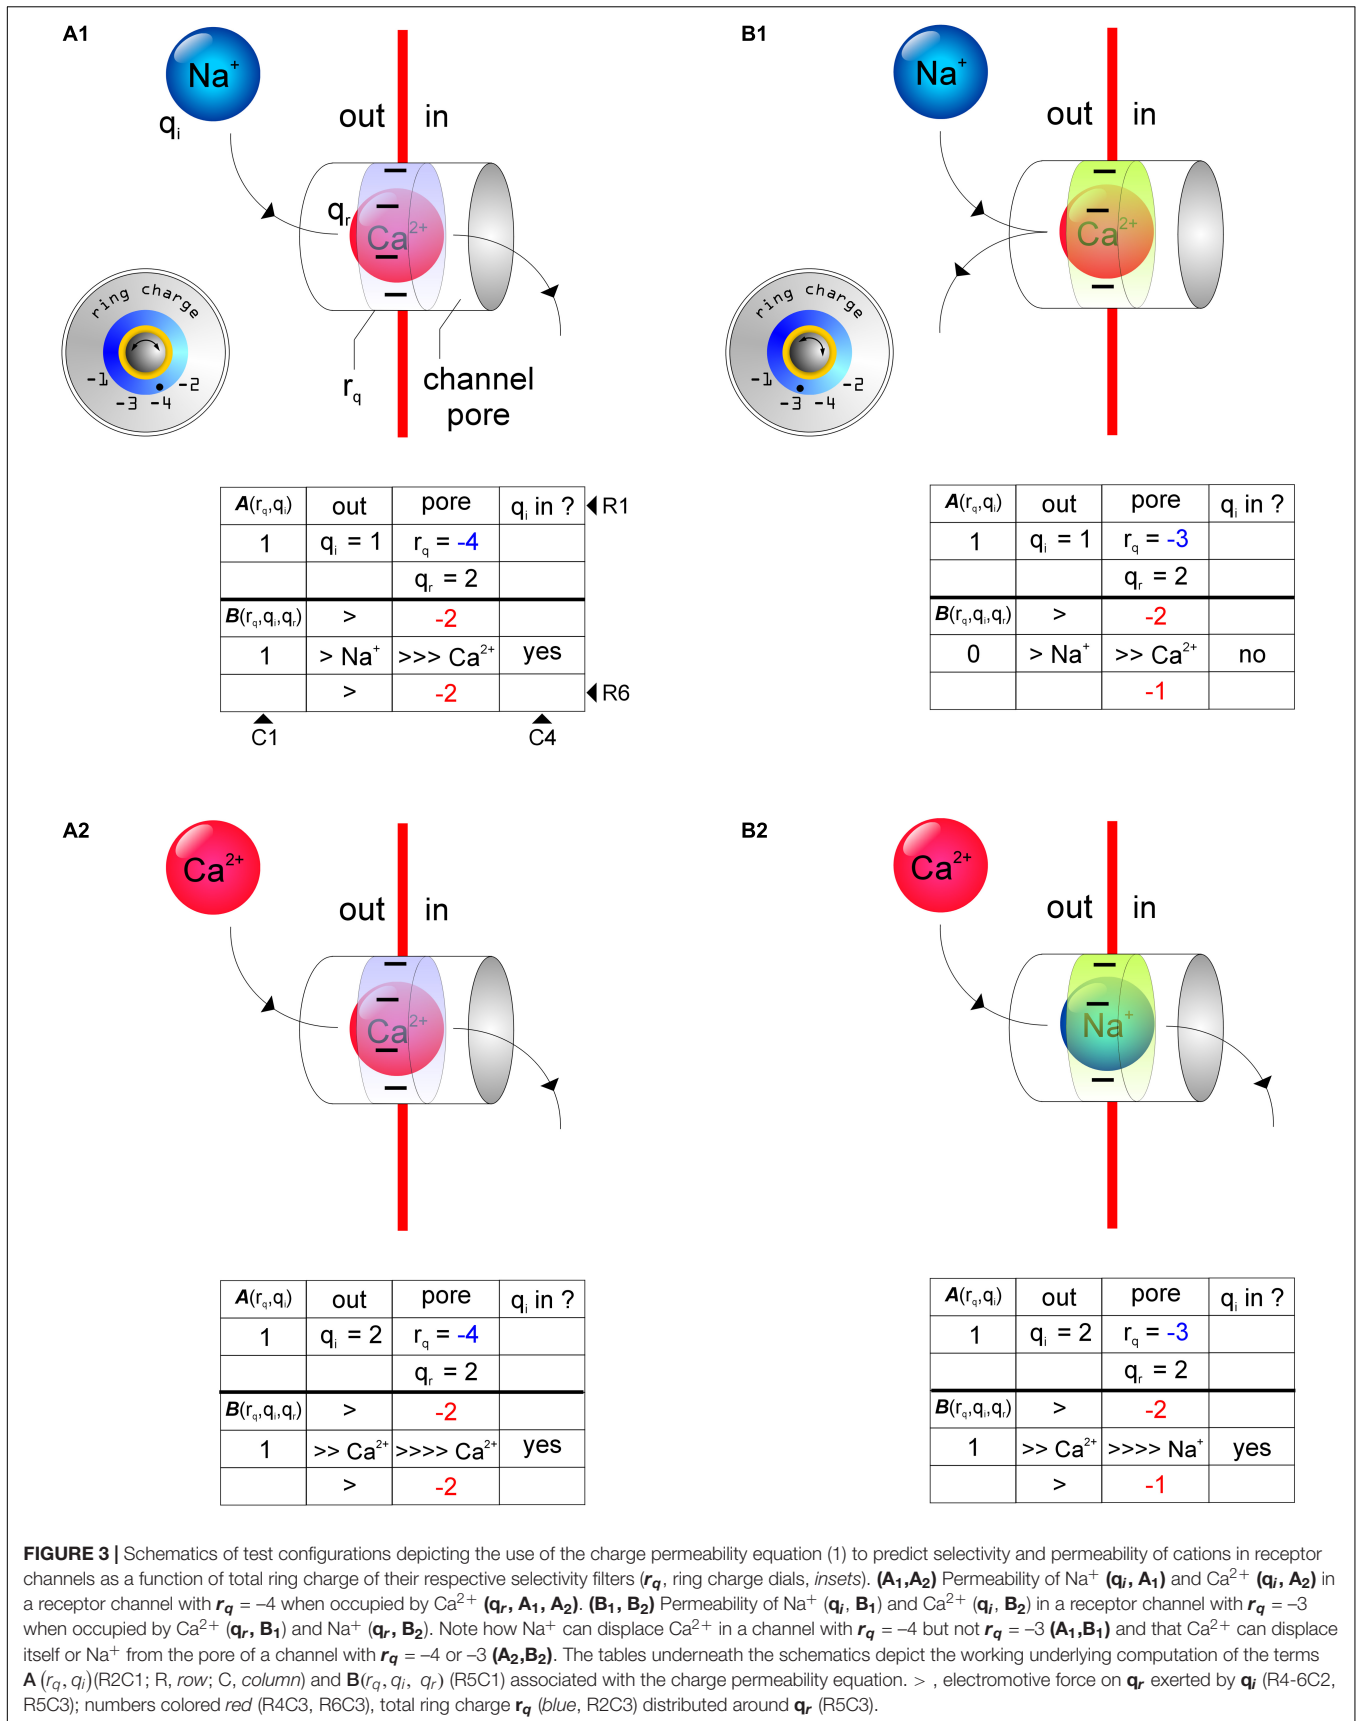 A1
Na+
qi
out in
qr
Ca2+
ring charge
-1 -2
-3 -4
rq
channel
pore
A(rq,qi) out pore qi in ? ◄R1
1 qi = 1 rq = -4
qr = 2
B(rq,qi,qr) > -2
1 > Na+ >>> Ca2+ yes
> -2 ◄R6
▲ ▲
C1 C4
B1
Na+
out in
Ca2+
ring charge
-1 -2
-3 -4
A(rq,qi) out pore qi in ?
1 qi = 1 rq = -3
qr = 2
B(rq,qi,qr) > -2
0 > Na+ >> Ca2+ no
-1
A2
Ca2+
out in
Ca2+
A(rq,qi) out pore qi in ?
1 qi = 2 rq = -4
qr = 2
B(rq,qi,qr) > -2
1 >> Ca2+ >>>> Ca2+ yes
> -2
B2
Ca2+
out in
Na+
A(rq,qi) out pore qi in ?
1 qi = 2 rq = -3
qr = 2
B(rq,qi,qr) > -2
1 >> Ca2+ >>>> Na+ yes
> -1
FIGURE 3 | Schematics of test configurations depicting the use of the charge permeability equation (1) to predict selectivity and permeability of cations in receptor
channels as a function of total ring charge of their respective selectivity filters (rq, ring charge dials, insets). (A1,A2) Permeability of Na+ (qi, A1) and Ca2+ (qi, A2) in
a receptor channel with rq = –4 when occupied by Ca2+ (qr, A1, A2). (B1, B2) Permeability of Na+ (qi, B1) and Ca2+ (qi, B2) in a receptor channel with rq = –3
when occupied by Ca2+ (qr, B1) and Na+ (qr, B2). Note how Na+ can displace Ca2+ in a channel with rq = –4 but not rq = –3 (A1,B1) and that Ca2+ can displace
itself or Na+ from the pore of a channel with rq = –4 or –3 (A2,B2). The tables underneath the schematics depict the working underlying computation of the terms
A (rq, qi)(R2C1; R, row; C, column) and B(rq, qi, qr) (R5C1) associated with the charge permeability equation. > , electromotive force on qr exerted by qi (R4-6C2,
R5C3); numbers colored red (R4C3, R6C3), total ring charge rq (blue, R2C3) distributed around qr (R5C3).